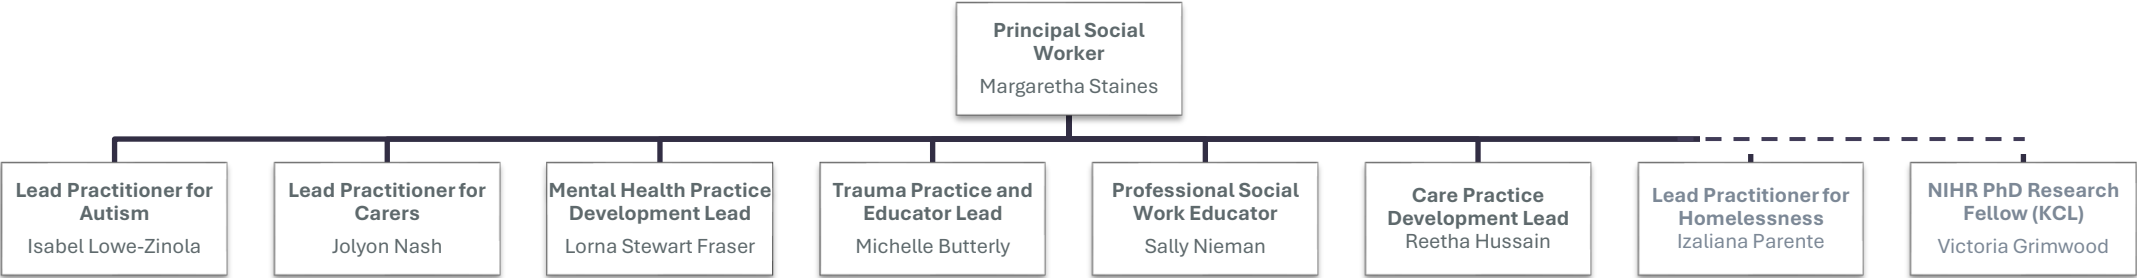 Principal Social
Worker
Margaretha Staines
Lead Practitioner for
Autism
Isabel Lowe-Zinola
Lead Practitioner for
Carers
Jolyon Nash
Mental Health Practice
Development Lead
Lorna Stewart Fraser
Trauma Practice and
Educator Lead
Michelle Butterly
Professional Social
Work Educator
Sally Nieman
Care Practice
Development Lead
Reetha Hussain
Lead Practitioner for
Homelessness
Izaliana Parente
NIHR PhD Research
Fellow (KCL)
Victoria Grimwood